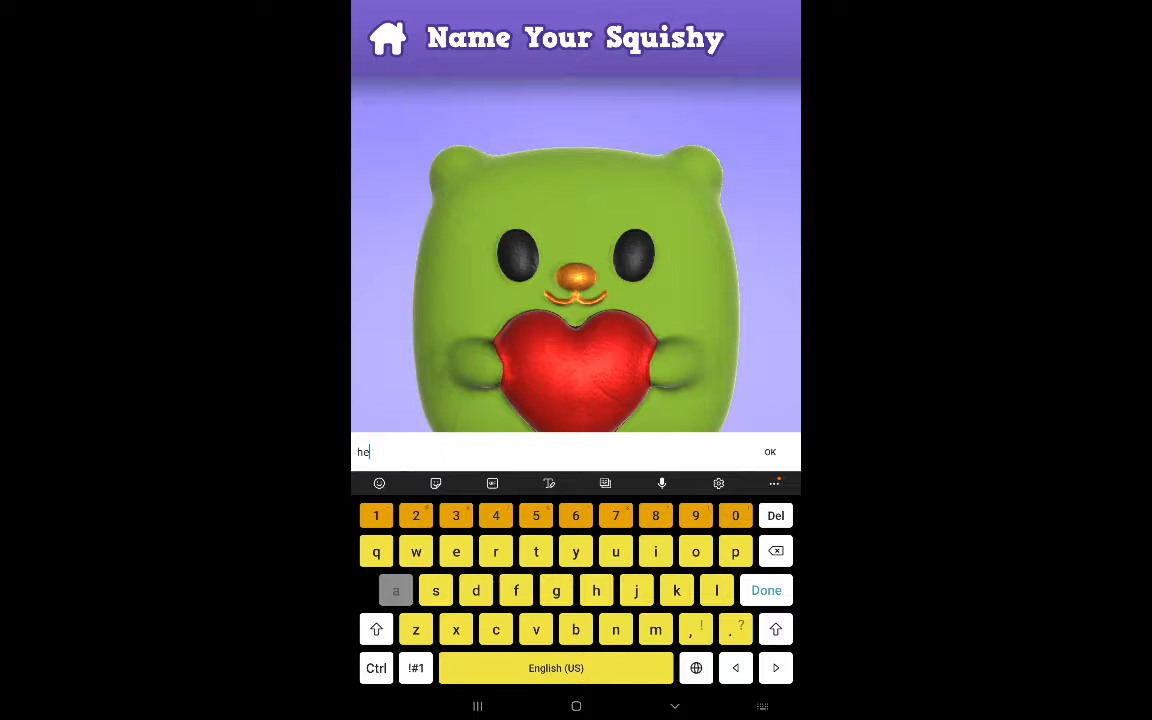 Name Your Squishy
he
OK
GIF
1 2 3 4 5 6 7 8 9 0 Del
q w e r t y u i o p
a s d f g h j k l Done
z x c v b n m , ! . ?
Ctrl !#1 English (US)